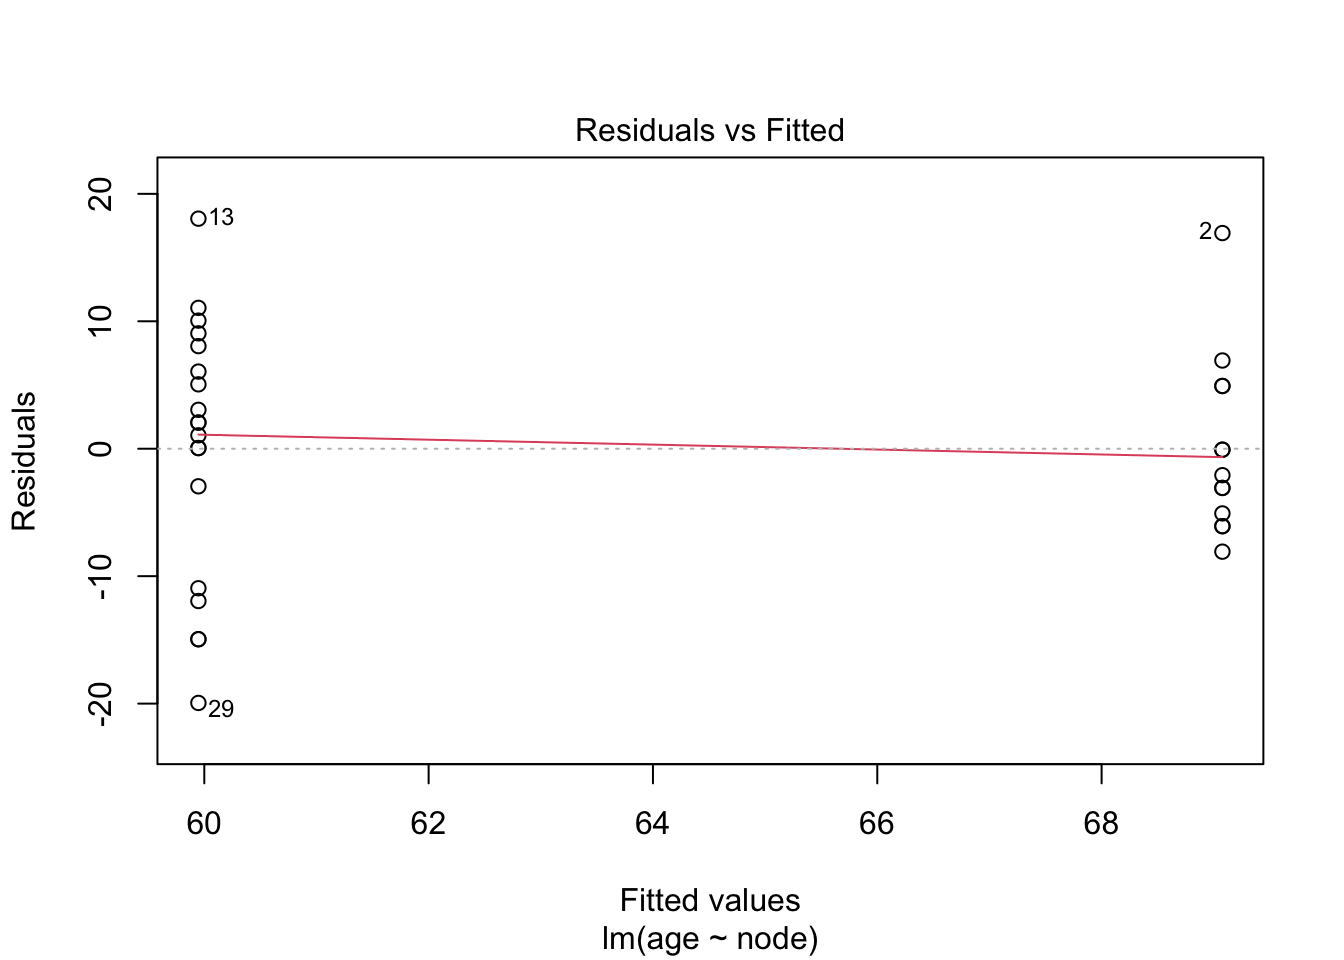 Residuals vs Fitted
20
10
0
-10
-20
Residuals
13
2
29
60 62 64 66 68
Fitted values
lm(age ~ node)